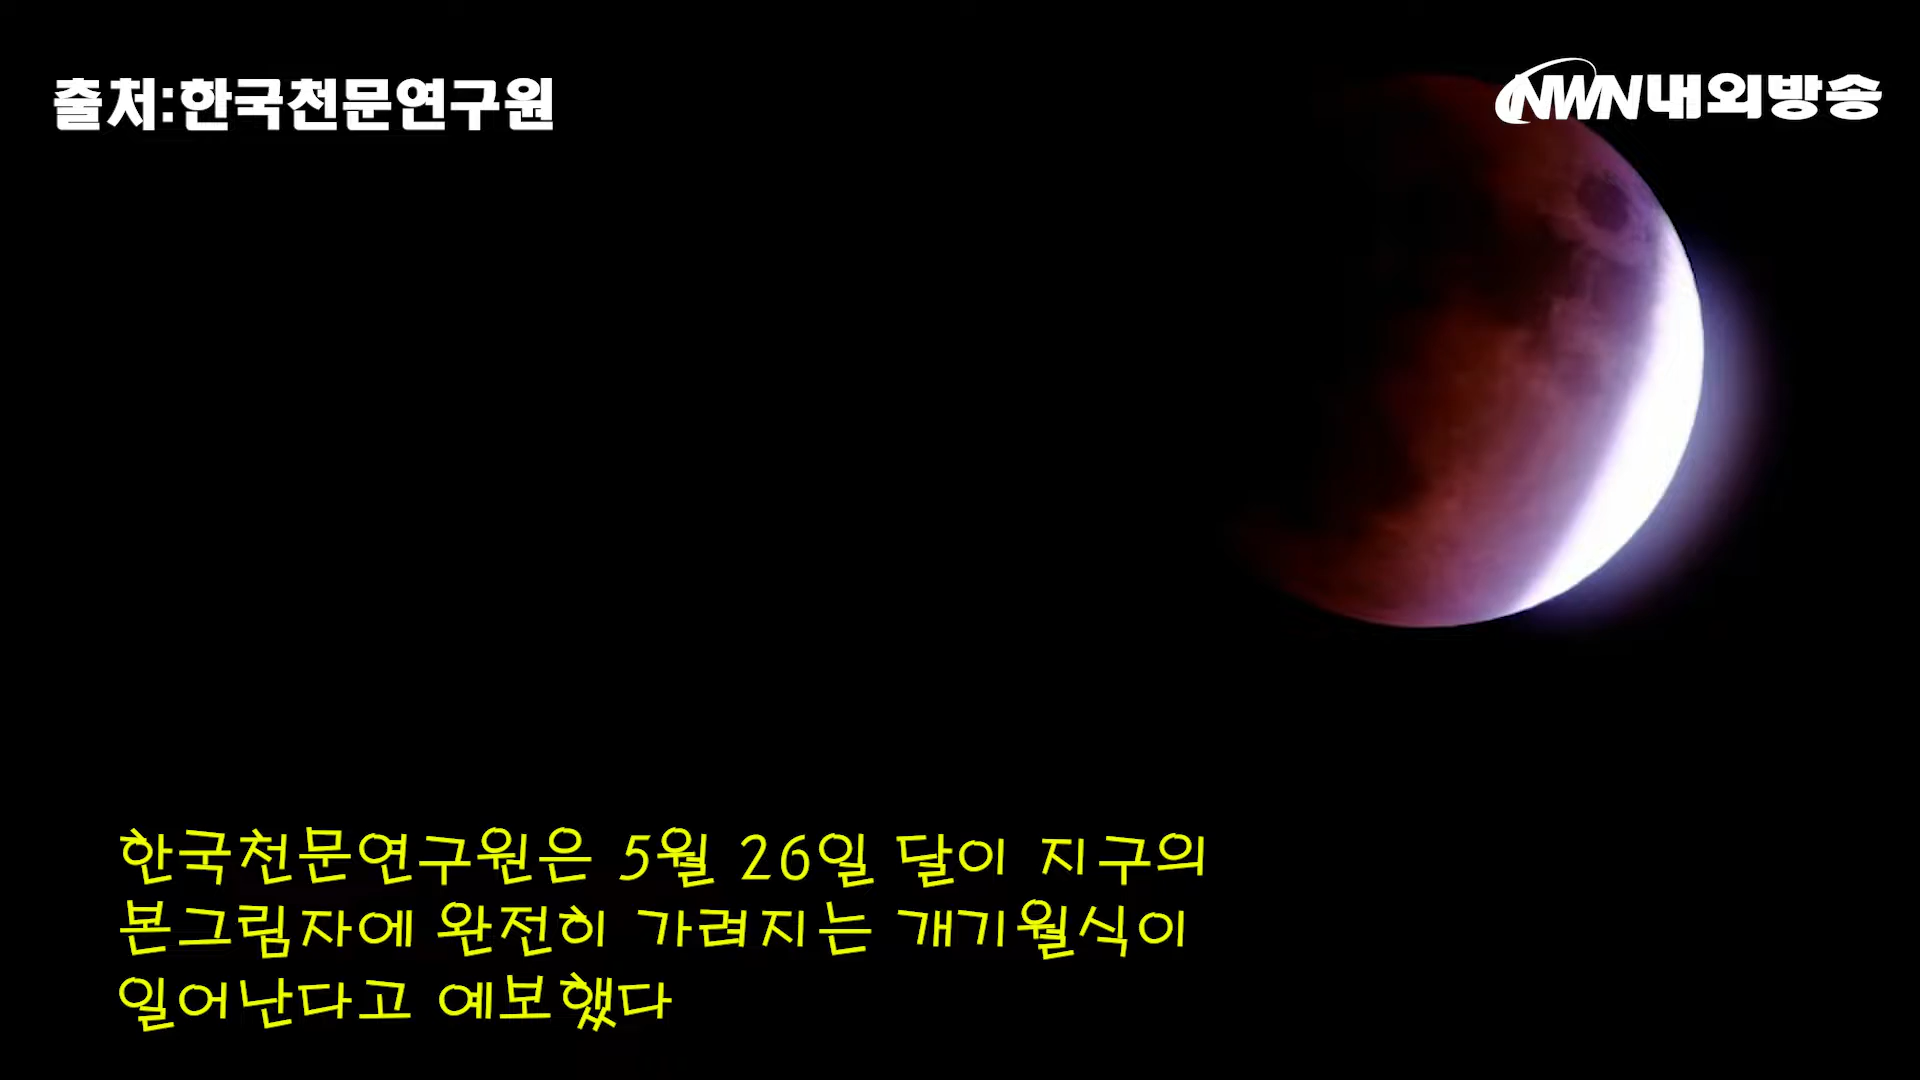 출처:한국천문연구원
NWN내외방송
한국천문연구원은 5월 26일 달이 지구의
본그림자에 완전히 가려지는 개기월식이
일어난다고 예보했다